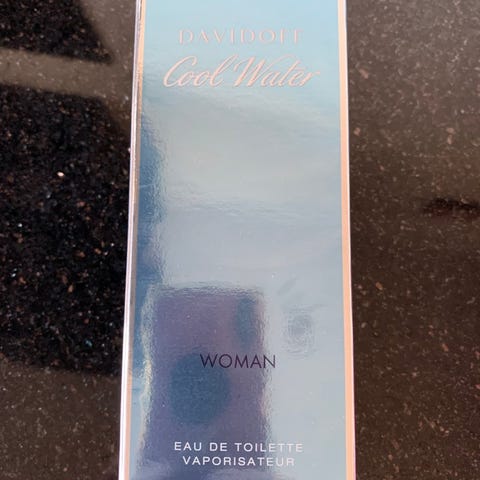 DAVIDOFF
Cool Water
WOMAN
EAU DE TOILETTE
VAPORISATEUR